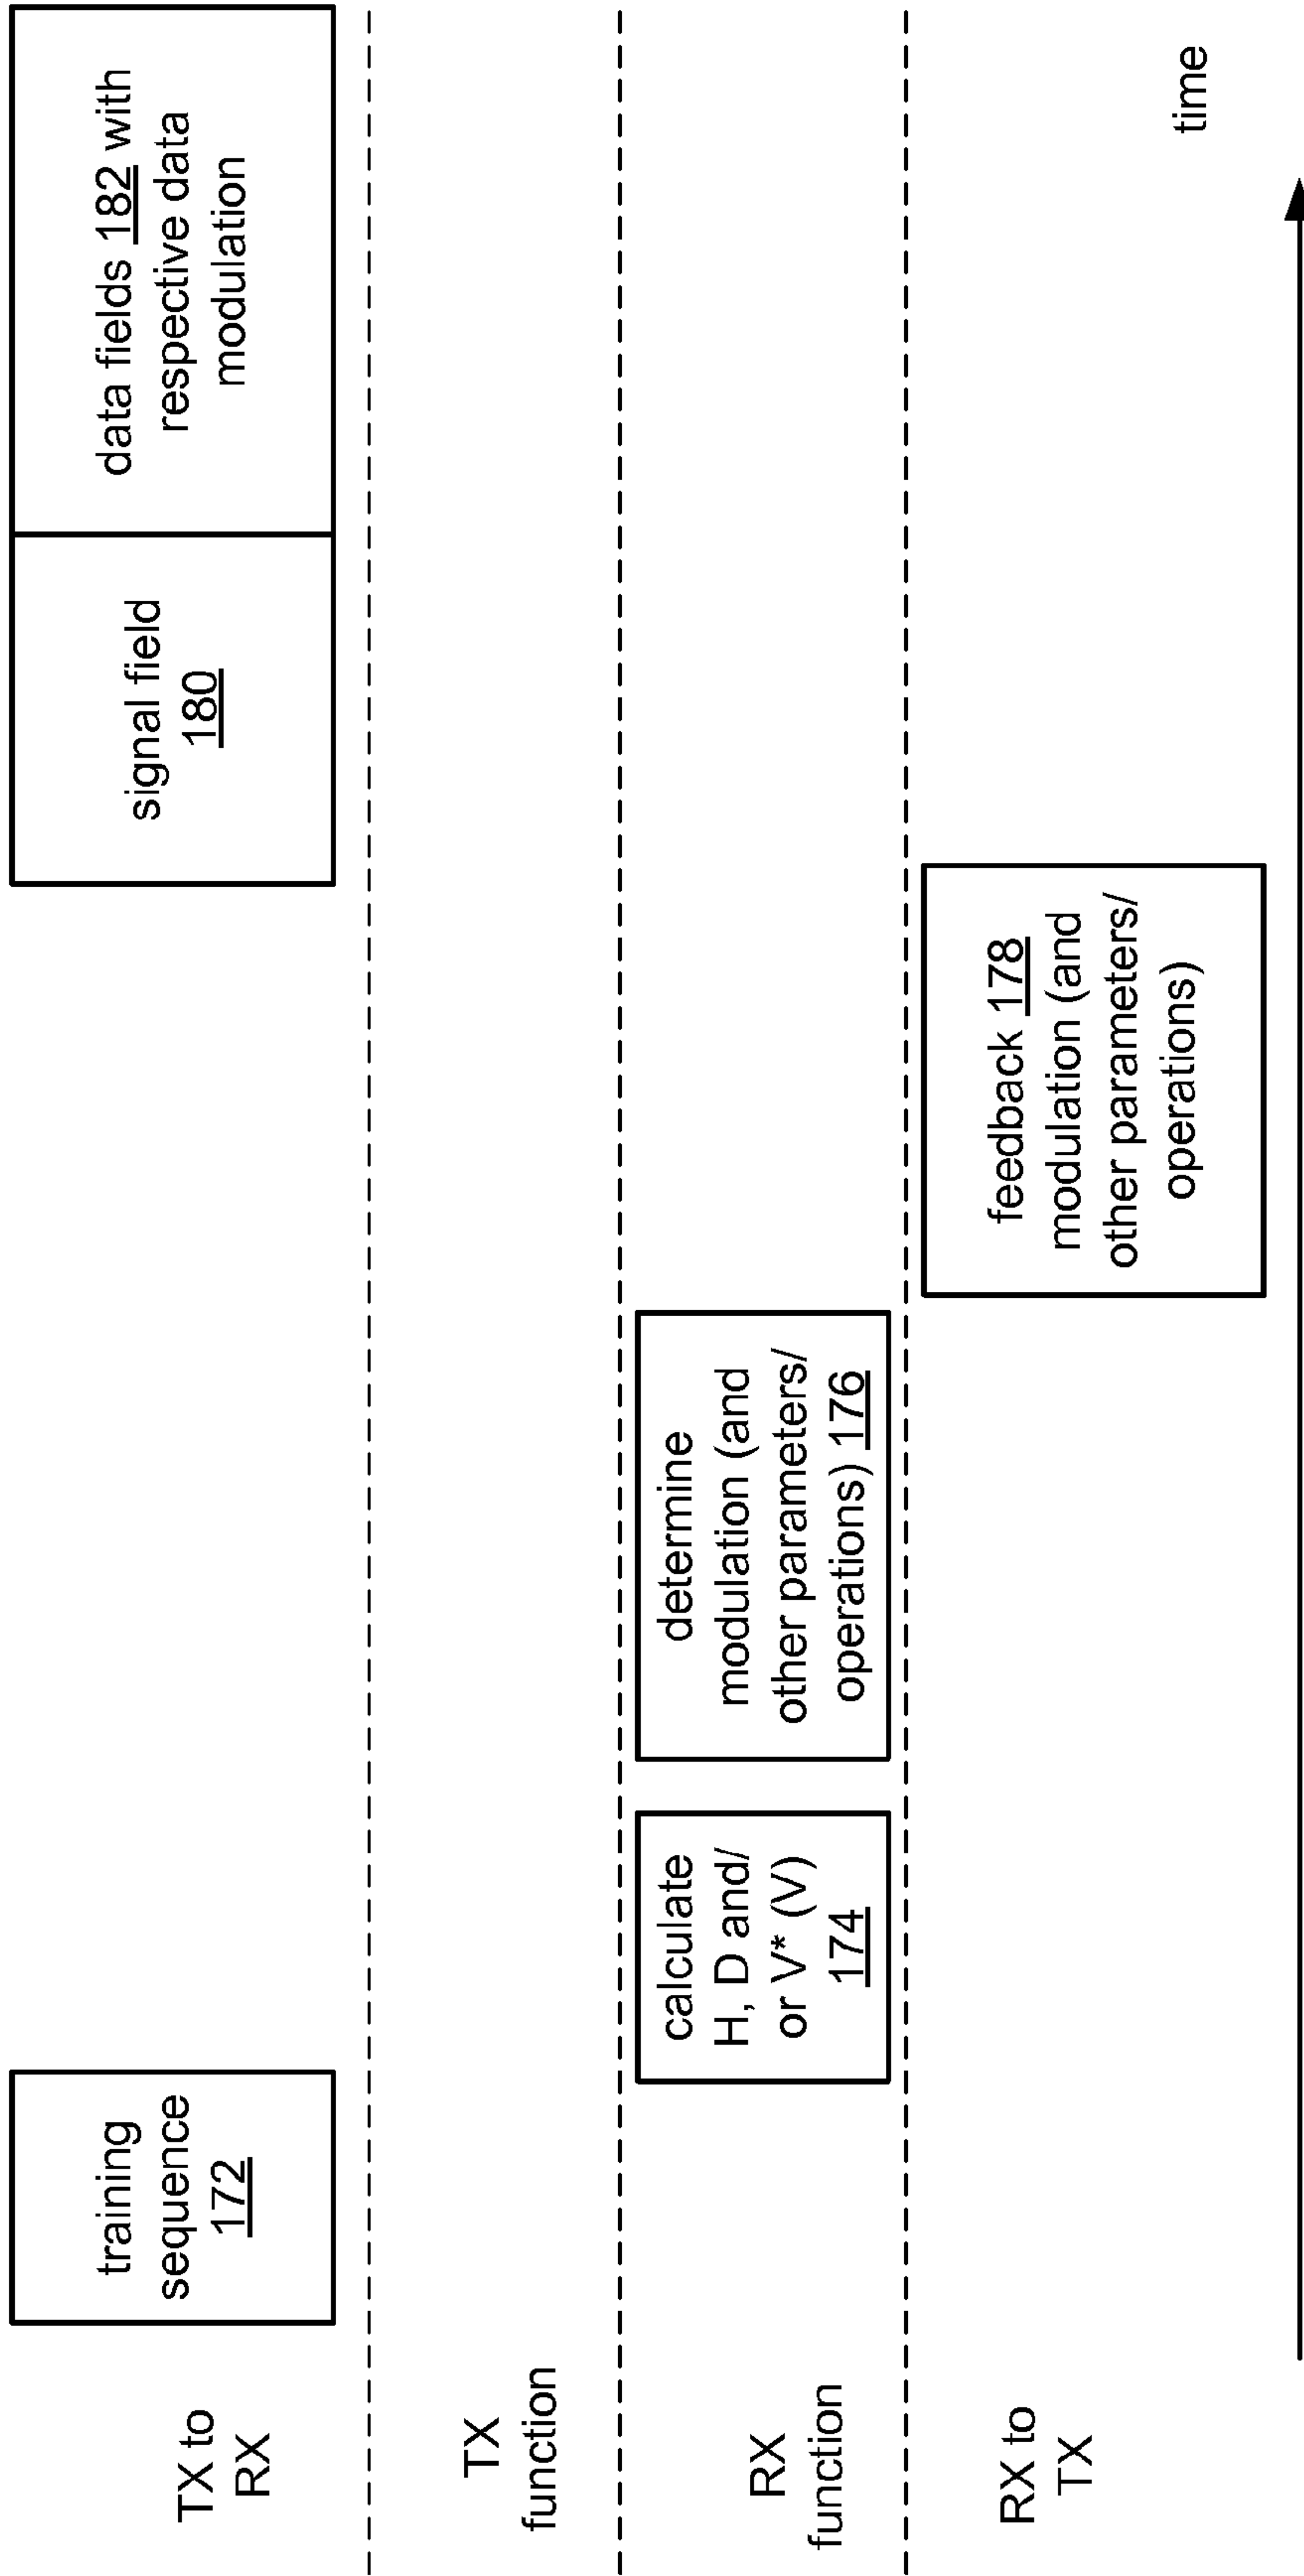 TX to
RX
training
sequence
172
signal field
180
data fields 182 with
respective data
modulation
TX
function
RX
function
calculate
H, D and/
or V* (V)
174
determine
modulation (and
other parameters/
operations) 176
RX to
TX
feedback 178
modulation (and
other parameters/
operations)
time